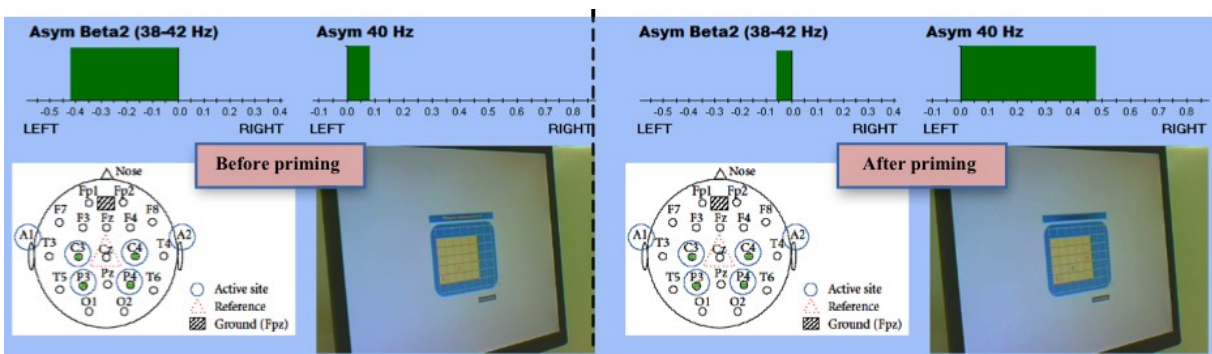 Asym Beta2 (38-42 Hz)
Asym 40 Hz
-0.5 -0.4 -0.3 -0.2 -0.1 0.0 0.1 0.2 0.3 0.4
-0.1 0.0 0.1 0.2 0.3 0.4 0.5 0.6 0.7 0.8
LEFT RIGHT
LEFT RIGHT
Before priming
Nose
Fp1 Fp2
F7 F8
F3 Fz F4
A1 A2
T3 C3 Cz C4 T4
T5 P3 Pz P4 T6
O1 O2
Active site
Reference
Ground (Fpz)
Asym Beta2 (38-42 Hz)
Asym 40 Hz
-0.5 -0.4 -0.3 -0.2 -0.1 0.0 0.1 0.2 0.3 0.4
-0.1 0.0 0.1 0.2 0.3 0.4 0.5 0.6 0.7 0.8
LEFT RIGHT
LEFT RIGHT
After priming
Nose
Fp1 Fp2
F7 F8
F3 Fz F4
A1 A2
T3 C3 Cz C4 T4
T5 P3 Pz P4 T6
O1 O2
Active site
Reference
Ground (Fpz)